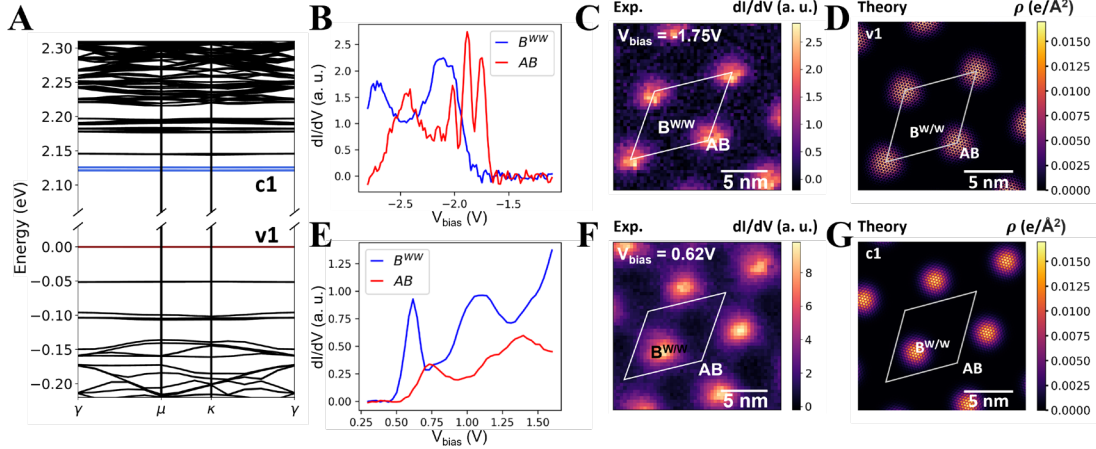 A
Energy (eV)
2.30
2.25
2.20
2.15
2.10
0.00
−0.05
−0.10
−0.15
−0.20
c1
v1
γ
μ
κ
γ
B
dI/dV (a. u.)
2.5
2.0
1.5
1.0
0.5
0.0
B^WW
AB
−2.5
−2.0
−1.5
V_bias (V)
C
Exp.
dI/dV (a. u.)
V_bias = -1.75V
B^W/W
AB
5 nm
2.5
2.0
1.5
1.0
0.5
0.0
D
Theory
ρ (e/Å²)
v1
B^W/W
AB
5 nm
0.0150
0.0125
0.0100
0.0075
0.0050
0.0025
0.0000
E
dI/dV (a. u.)
1.25
1.00
0.75
0.50
0.25
0.00
B^WW
AB
0.25
0.50
0.75
1.00
1.25
1.50
V_bias (V)
F
Exp.
dI/dV (a. u.)
V_bias = 0.62V
B^W/W
AB
5 nm
8
6
4
2
0
G
Theory
ρ (e/Å²)
c1
B^W/W
AB
5 nm
0.0150
0.0125
0.0100
0.0075
0.0050
0.0025
0.0000